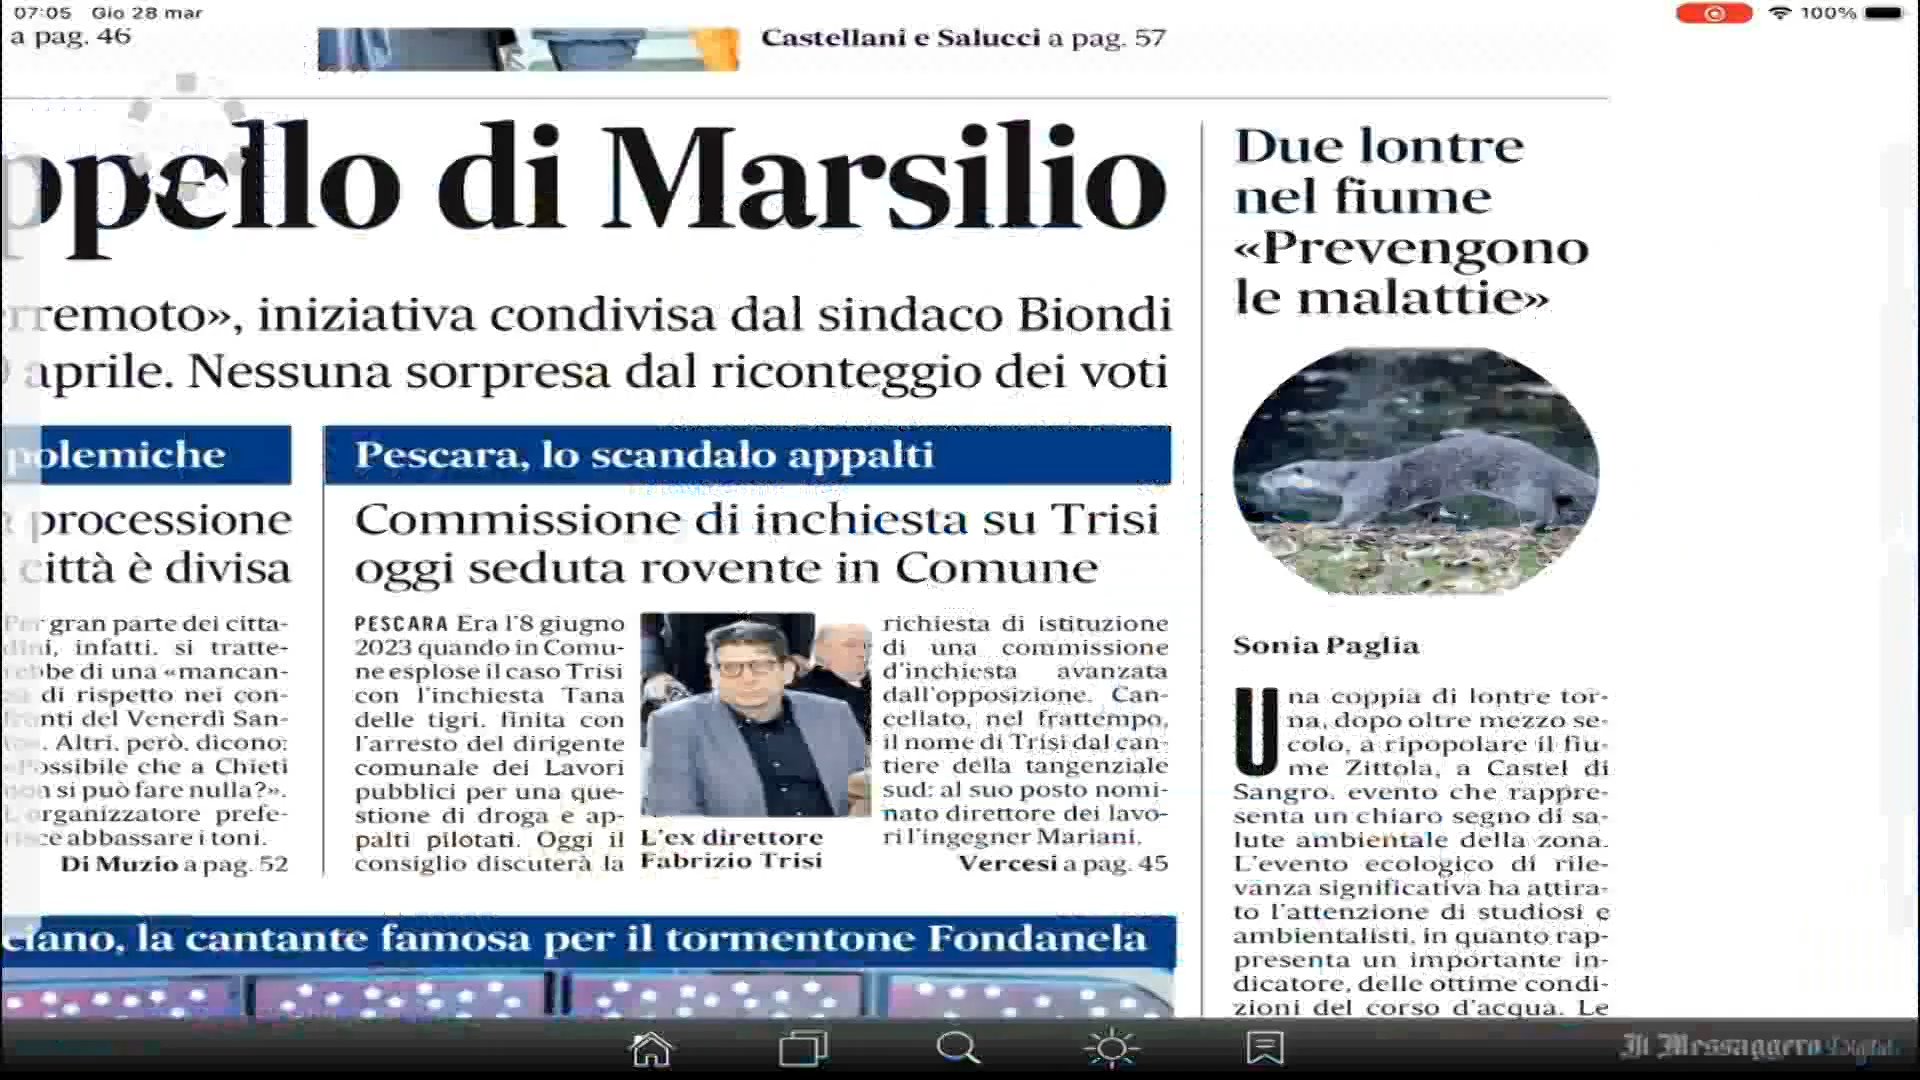 07:05 Gio 28 mar
100%
a pag. 46
Castellani e Salucci a pag. 57
ppello di Marsilio
rremoto», iniziativa condivisa dal sindaco Biondi
aprile. Nessuna sorpresa dal riconteggio dei voti
polemiche
processione
città è divisa
Per gran parte dei citta-
dini, infatti, si tratte-
rebbe di una «mancan-
za di rispetto nei con-
fronti del Venerdì San-
to». Altri, però, dicono:
«Possibile che a Chieti
non si può fare nulla?».
L'organizzatore prefe-
risce abbassare i toni.
Di Muzio a pag. 52
Pescara, lo scandalo appalti
Commissione di inchiesta su Trisi
oggi seduta rovente in Comune
PESCARA Era l'8 giugno
2023 quando in Comu-
ne esplose il caso Trisi
con l'inchiesta Tana
delle tigri, finita con
l'arresto del dirigente
comunale dei Lavori
pubblici per una que-
stione di droga e ap-
palti pilotati. Oggi il
consiglio discuterà la
L'ex direttore
Fabrizio Trisi
richiesta di istituzione
di una commissione
d'inchiesta avanzata
dall'opposizione. Can-
cellato, nel frattempo,
il nome di Trisi dal can-
tiere della tangenziale
sud: al suo posto nomi-
nato direttore dei lavo-
ri l'ingegner Mariani.
Vercesi a pag. 45
ciano, la cantante famosa per il tormentone Fondanela
Due lontre
nel fiume
«Prevengono
le malattie»
Sonia Paglia
Una coppia di lontre tor-
na, dopo oltre mezzo se-
colo, a ripopolare il fiu-
me Zittola, a Castel di
Sangro, evento che rappre-
senta un chiaro segno di sa-
lute ambientale della zona.
L'evento ecologico di rile-
vanza significativa ha attira-
to l'attenzione di studiosi e
ambientalisti, in quanto rap-
presenta un importante in-
dicatore, delle ottime condi-
zioni del corso d'acqua. Le
Il Messaggero Digital